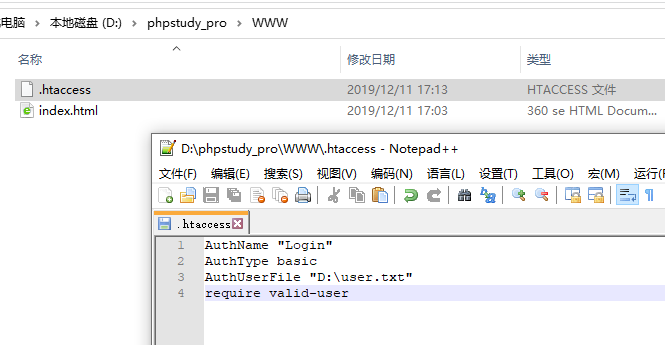 电脑 > 本地磁盘 (D:) > phpstudy_pro > WWW
名称 修改日期 类型
.htaccess 2019/12/11 17:13 HTACCESS 文件
index.html 2019/12/11 17:03 360 se HTML Docum...
D:\phpstudy_pro\WWW\.htaccess - Notepad++
文件(F) 编辑(E) 搜索(S) 视图(V) 编码(N) 语言(L) 设置(T) 工具(O) 宏(M) 运行(R
.htaccess
1 AuthName "Login"
2 AuthType basic
3 AuthUserFile "D:\user.txt"
4 require valid-user